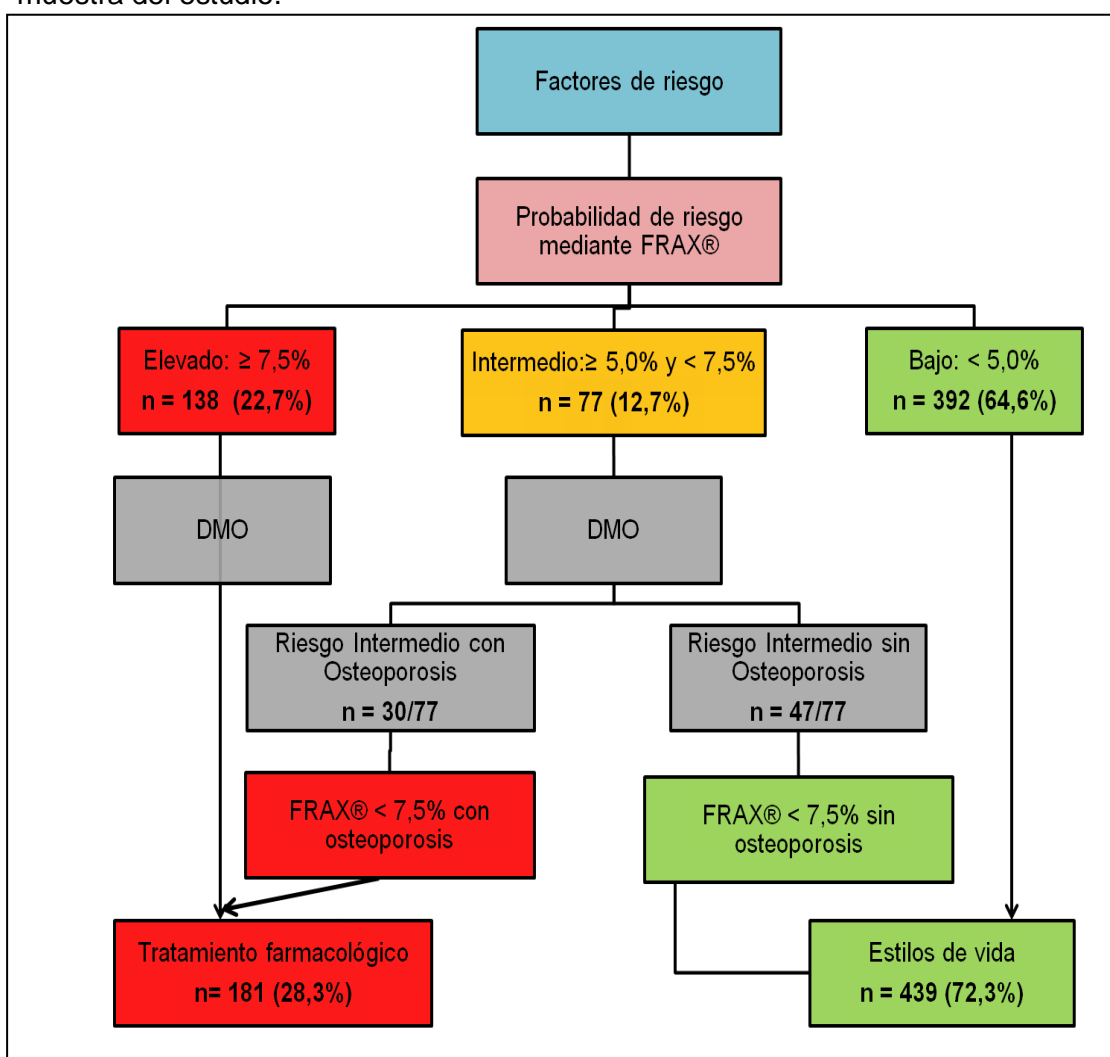 muestra del estudio.
Factores de riesgo
Probabilidad de riesgo
mediante FRAX®
Elevado: ≥ 7,5%
n = 138 (22,7%)
Intermedio:≥ 5,0% y < 7,5%
n = 77 (12,7%)
Bajo: < 5,0%
n = 392 (64,6%)
DMO
DMO
Riesgo Intermedio con
Osteoporosis
n = 30/77
Riesgo Intermedio sin
Osteoporosis
n = 47/77
FRAX® < 7,5% con
osteoporosis
FRAX® < 7,5% sin
osteoporosis
Tratamiento farmacológico
n= 181 (28,3%)
Estilos de vida
n = 439 (72,3%)